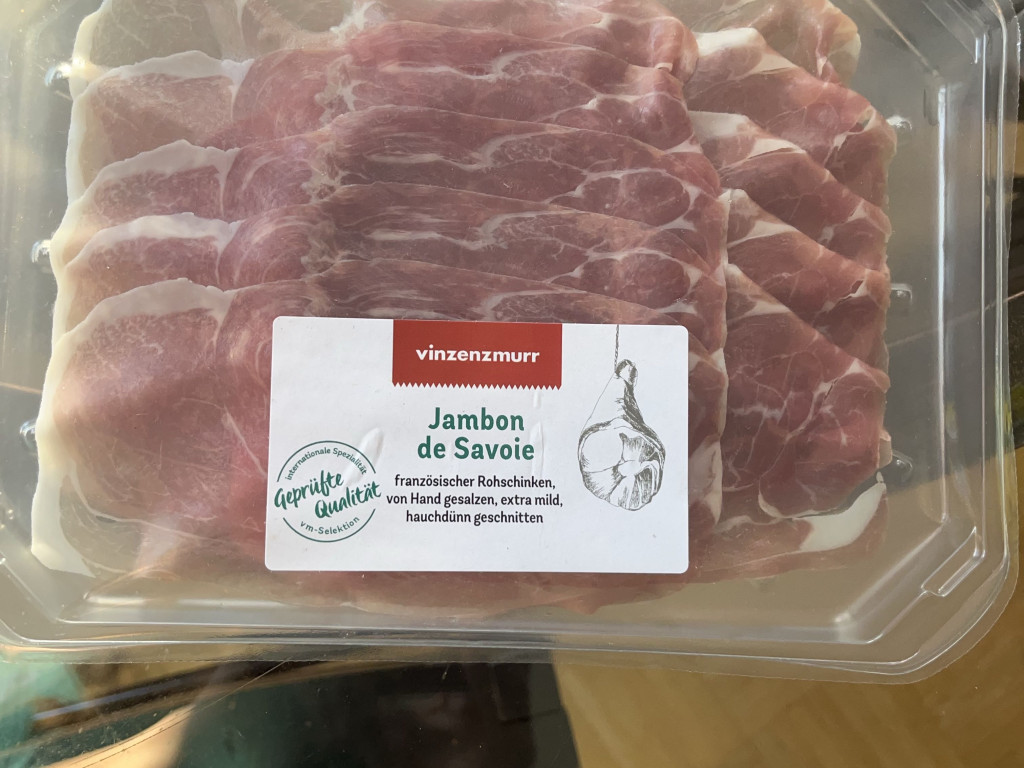 vinzenzmurr
Jambon
de Savoie
französischer Rohschinken,
von Hand gesalzen, extra mild,
hauchdünn geschnitten
internationale Spezialität
Geprüfte
Qualität
vm-Selektion